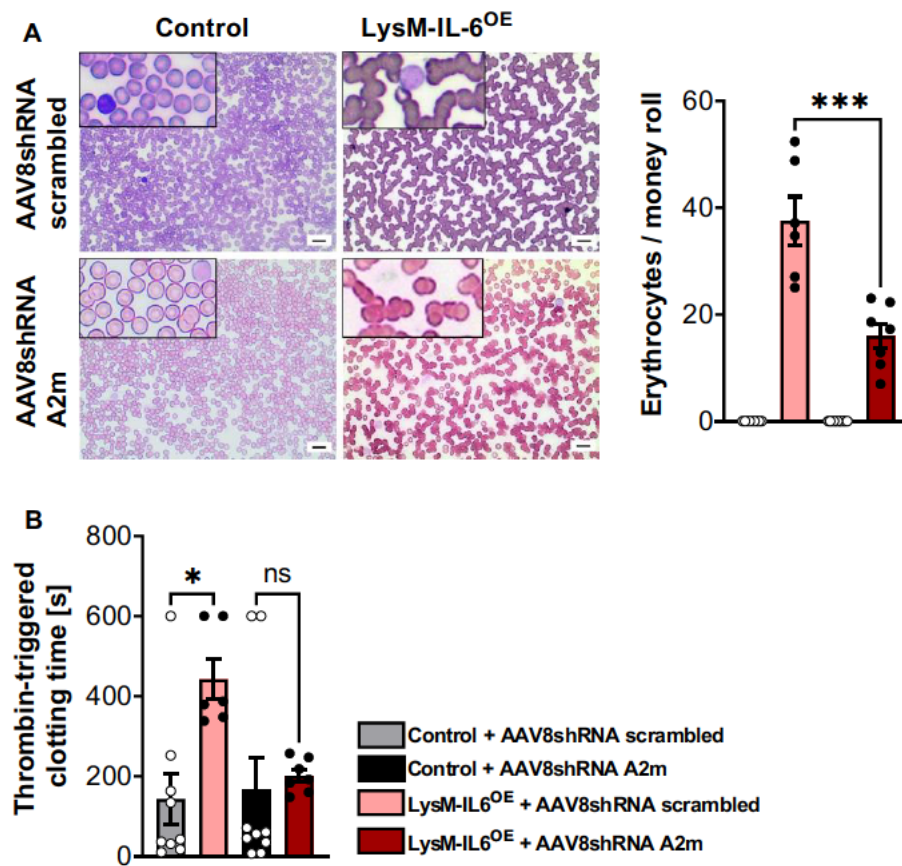 A
Control
LysM-IL-6OE
AAV8shRNA
scrambled
AAV8shRNA
A2m
Erythrocytes / money roll
60
40
20
0
***
B
Thrombin-triggered
clotting time [s]
800
600
400
200
0
*
ns
Control + AAV8shRNA scrambled
Control + AAV8shRNA A2m
LysM-IL6OE + AAV8shRNA scrambled
LysM-IL6OE + AAV8shRNA A2m